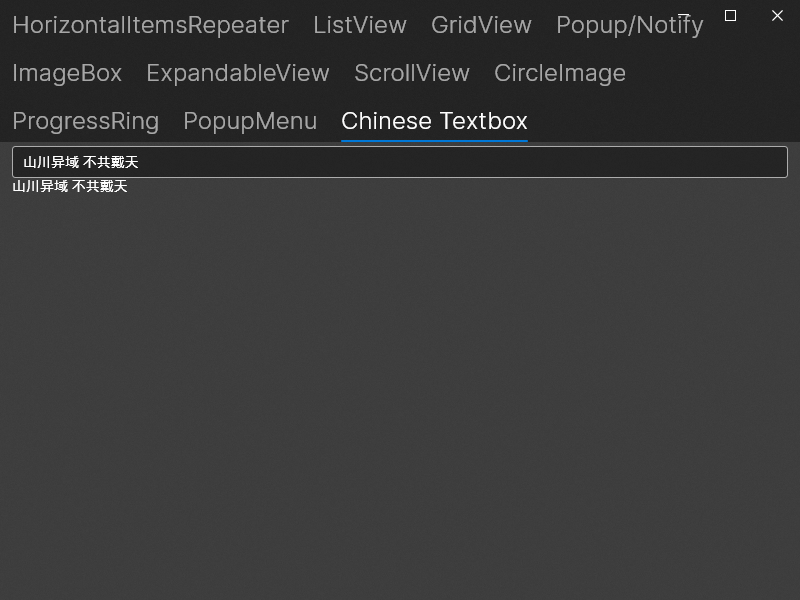 HorizontalItemsRepeater ListView GridView Popup/Notify
ImageBox ExpandableView ScrollView CircleImage
ProgressRing PopupMenu Chinese Textbox
山川异域 不共戴天
山川异域 不共戴天